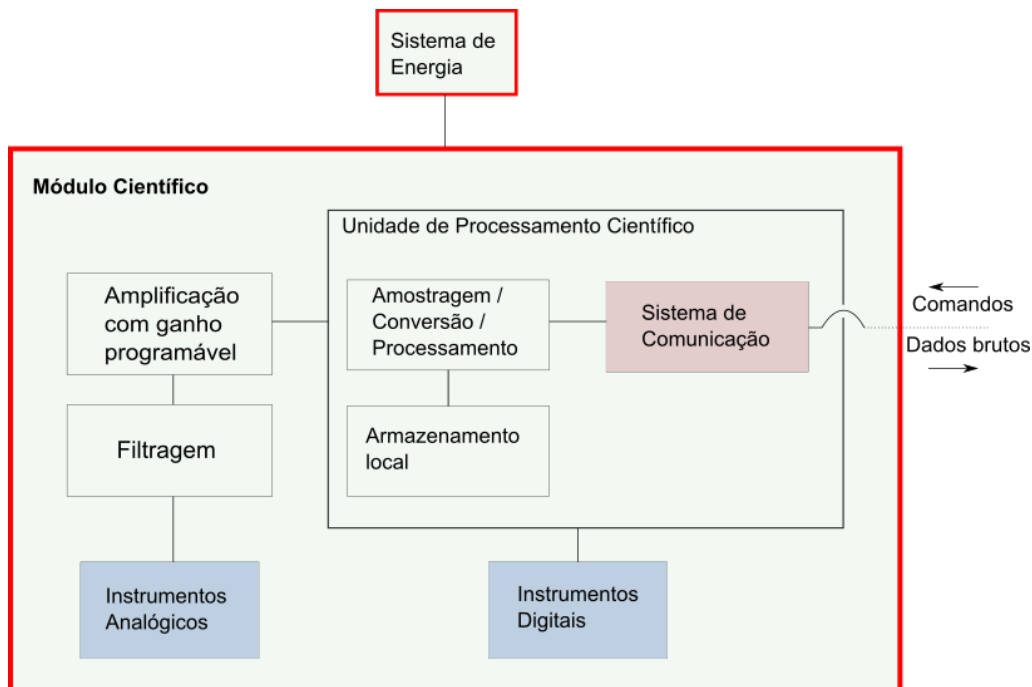 Sistema de
Energia
Módulo Científico
Unidade de Processamento Científico
Amplificação
com ganho
programável
Amostragem /
Conversão /
Processamento
Sistema de
Comunicação
Comandos
Dados brutos
Filtragem
Armazenamento
local
Instrumentos
Analógicos
Instrumentos
Digitais